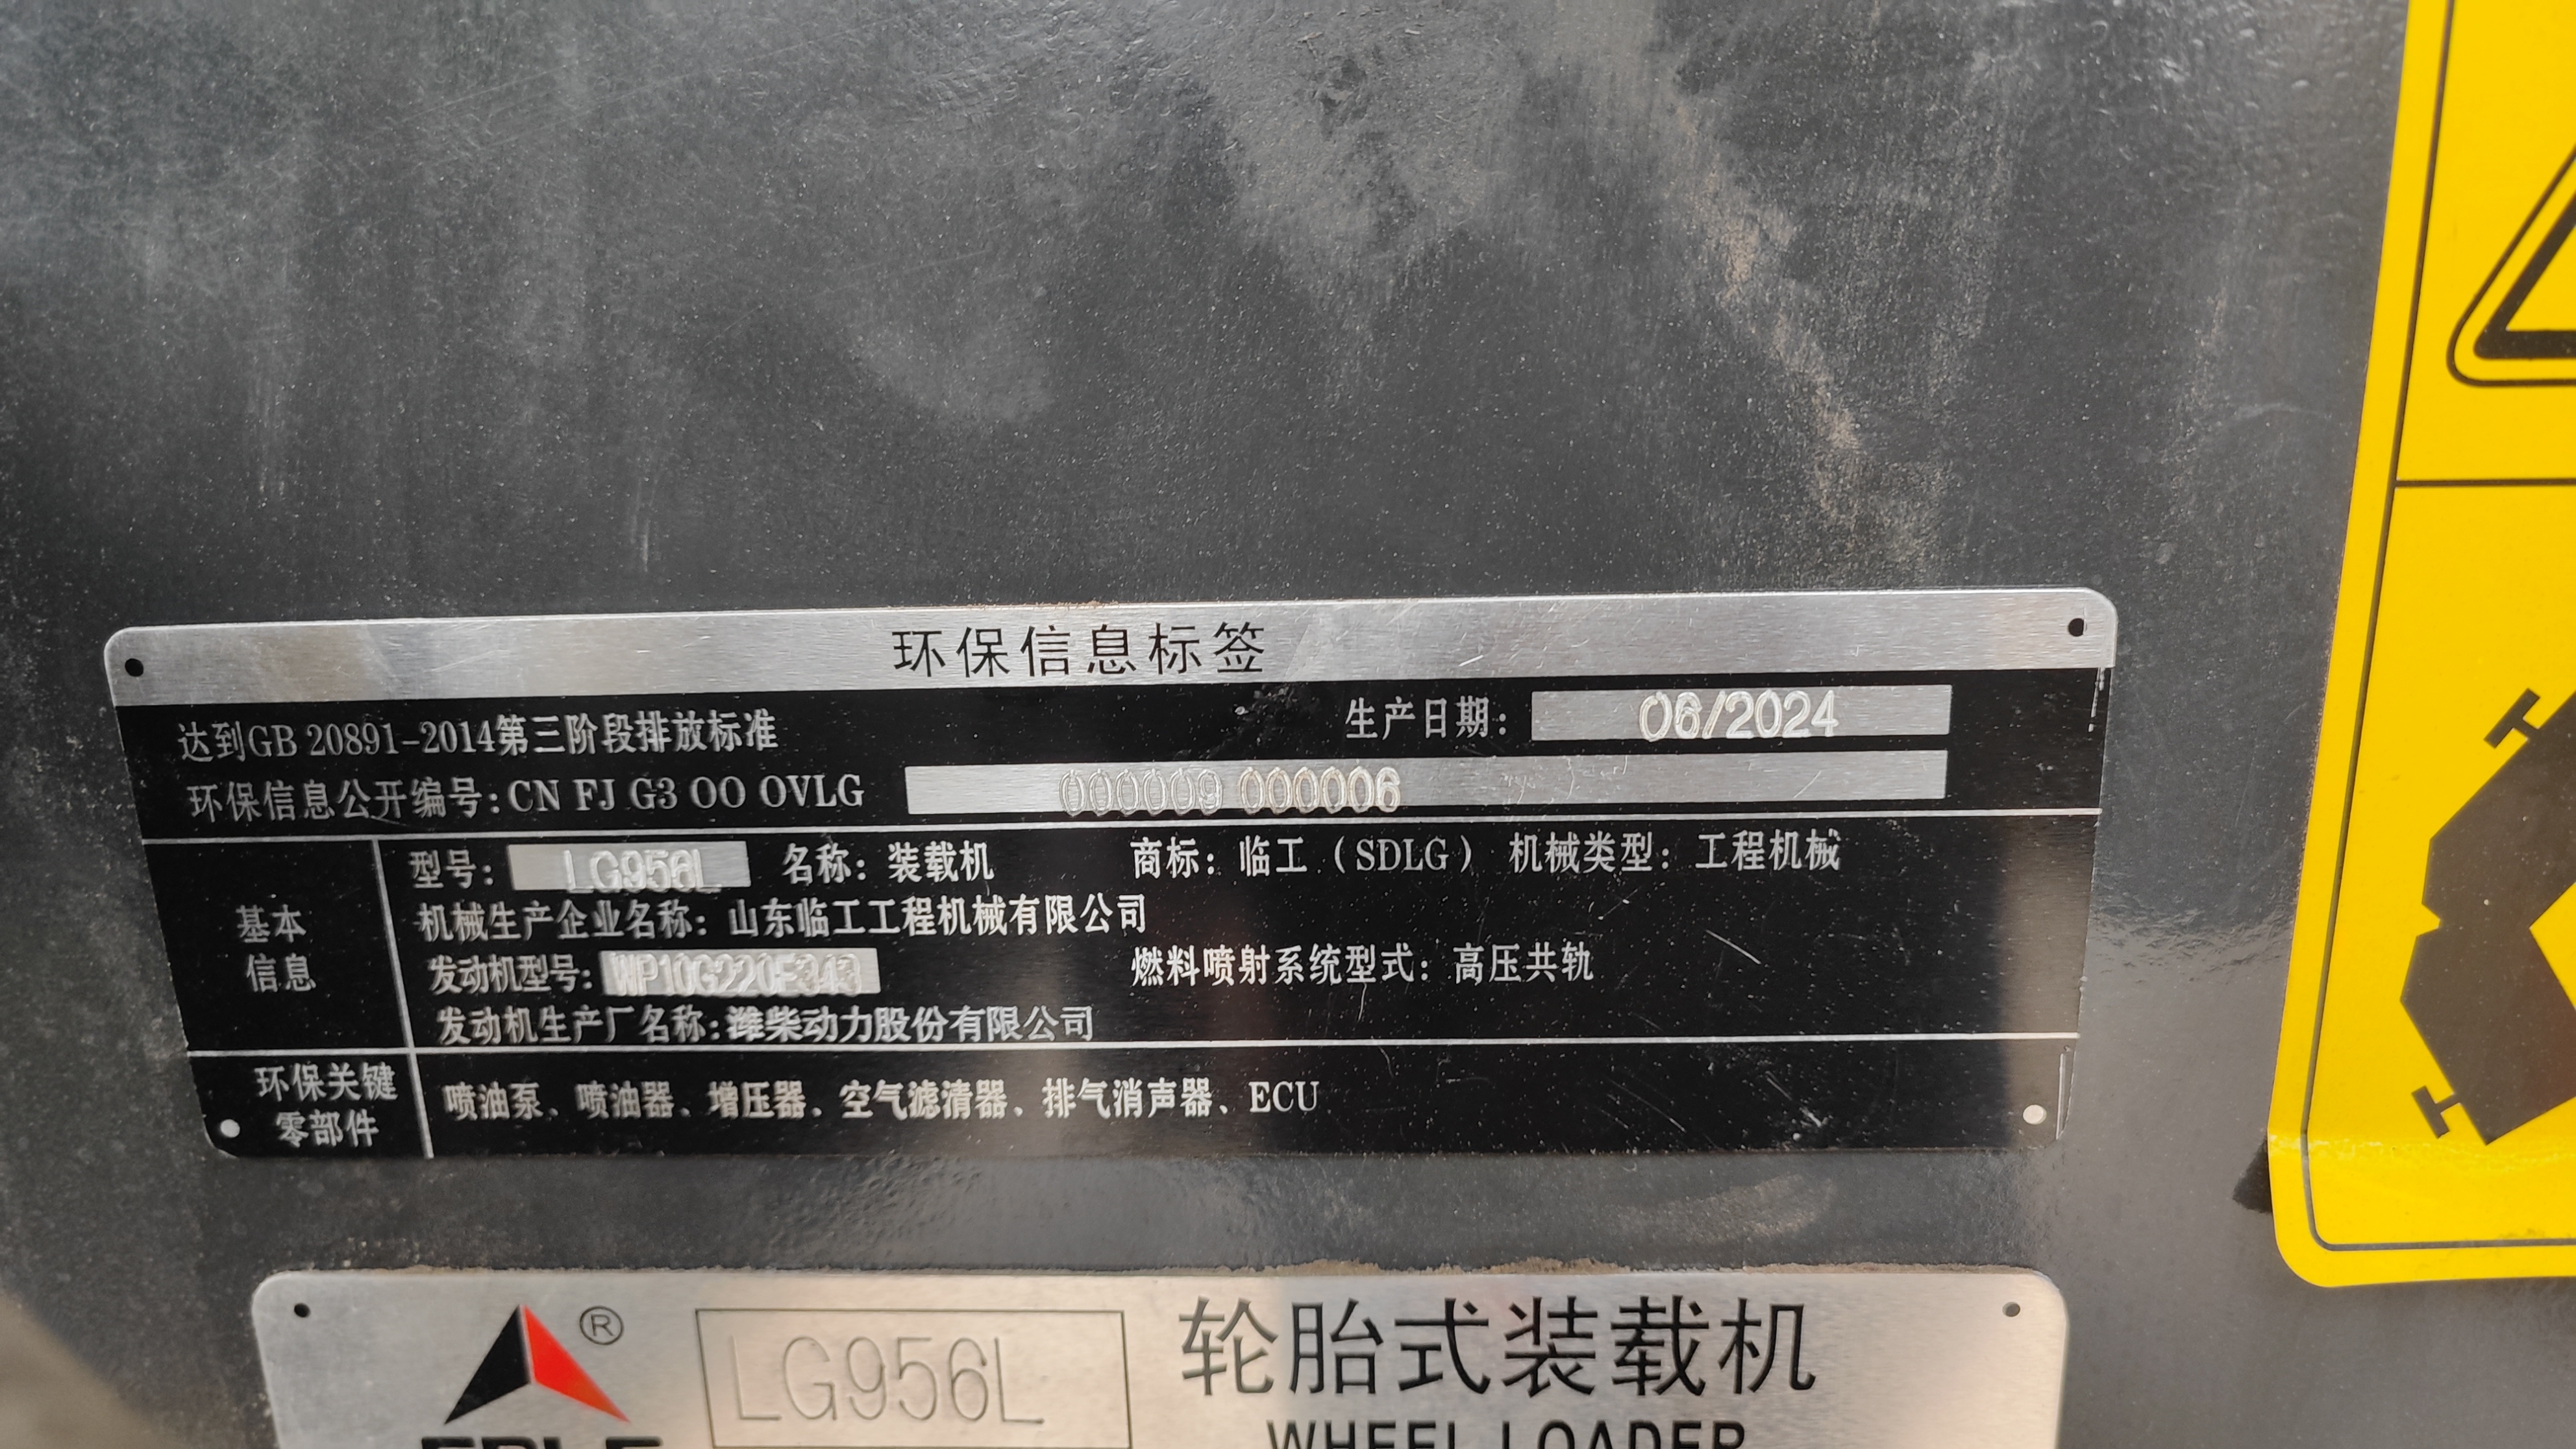 环保信息标签
达到GB 20891-2014第三阶段排放标准 生产日期: 06/2024
环保信息公开编号:CN FJ G3 OO OVLG 000009 000006
基本信息
型号: LG956L 名称: 装载机 商标: 临工（SDLG） 机械类型: 工程机械
机械生产企业名称: 山东临工工程机械有限公司
发动机型号: WP10G220E343 燃料喷射系统型式: 高压共轨
发动机生产厂名称:潍柴动力股份有限公司
环保关键零部件
喷油泵、喷油器、增压器、空气滤清器、排气消声器、ECU
® LG956L 轮胎式装载机
WHEEL LOADER